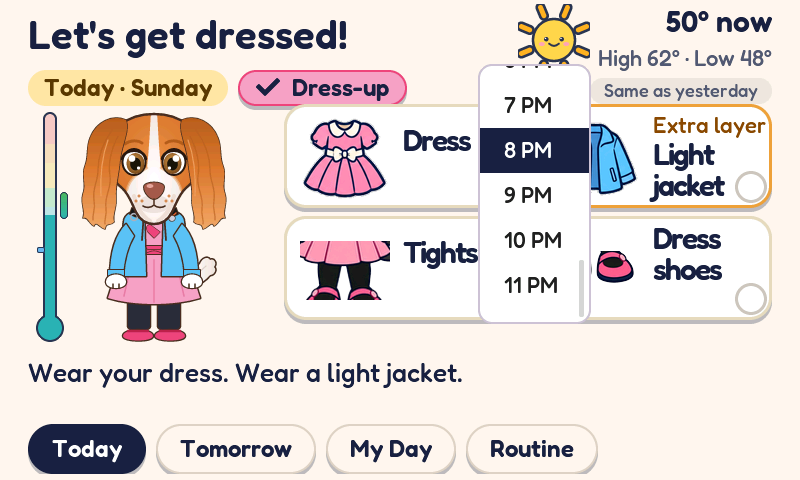 Let's get dressed!
50° now
High 62° · Low 48°
Today · Sunday
Dress-up
Same as yesterday
7 PM
8 PM
9 PM
10 PM
11 PM
Dress
Extra layer
Light
jacket
Tights
Dress
shoes
Wear your dress. Wear a light jacket.
Today
Tomorrow
My Day
Routine